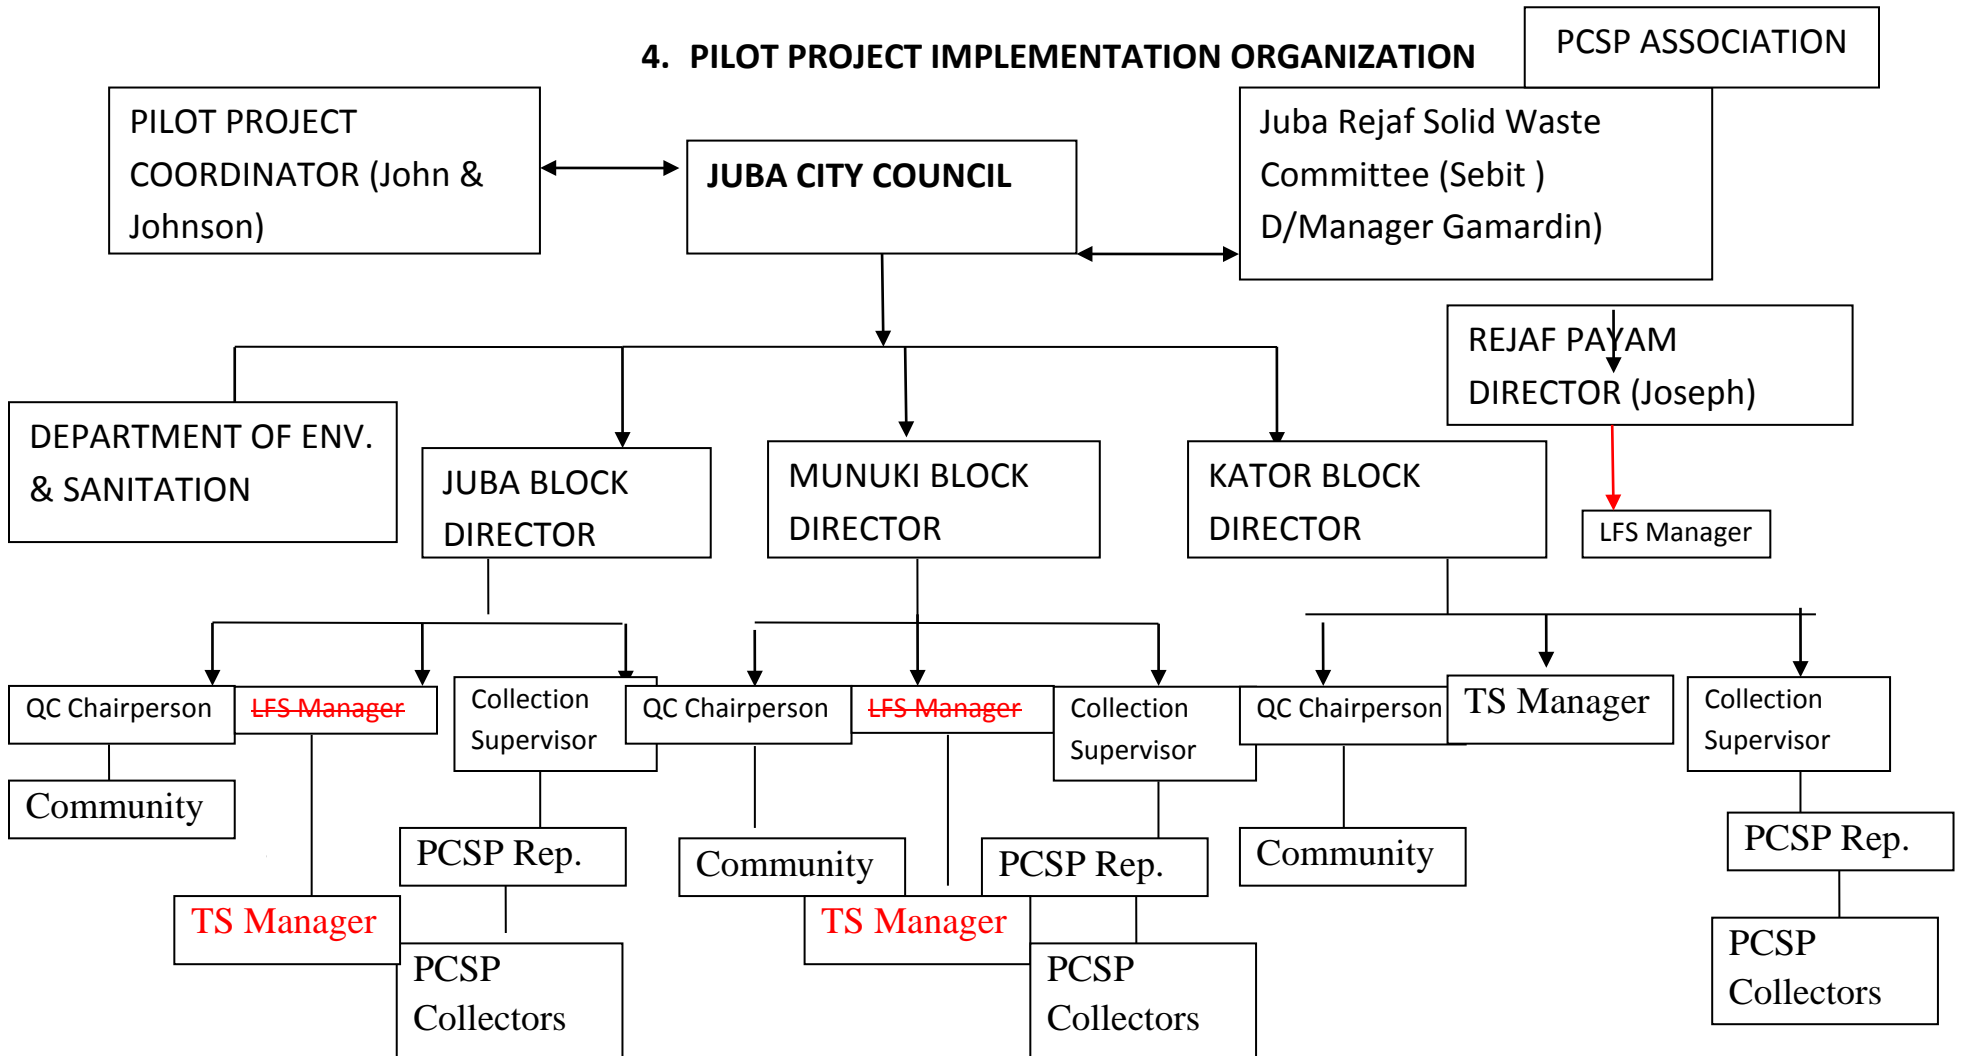 4. PILOT PROJECT IMPLEMENTATION ORGANIZATION
PCSP ASSOCIATION
PILOT PROJECT
COORDINATOR (John &
Johnson)
JUBA CITY COUNCIL
Juba Rejaf Solid Waste
Committee (Sebit )
D/Manager Gamardin)
REJAF PAYAM
DIRECTOR (Joseph)
DEPARTMENT OF ENV.
& SANITATION
JUBA BLOCK
DIRECTOR
MUNUKI BLOCK
DIRECTOR
KATOR BLOCK
DIRECTOR
LFS Manager
QC Chairperson
LFS Manager
Collection
Supervisor
QC Chairperson
LFS Manager
Collection
Supervisor
QC Chairperson
TS Manager
Collection
Supervisor
Community
PCSP Rep.
Community
PCSP Rep.
Community
PCSP Rep.
TS Manager
PCSP
Collectors
TS Manager
PCSP
Collectors
PCSP
Collectors